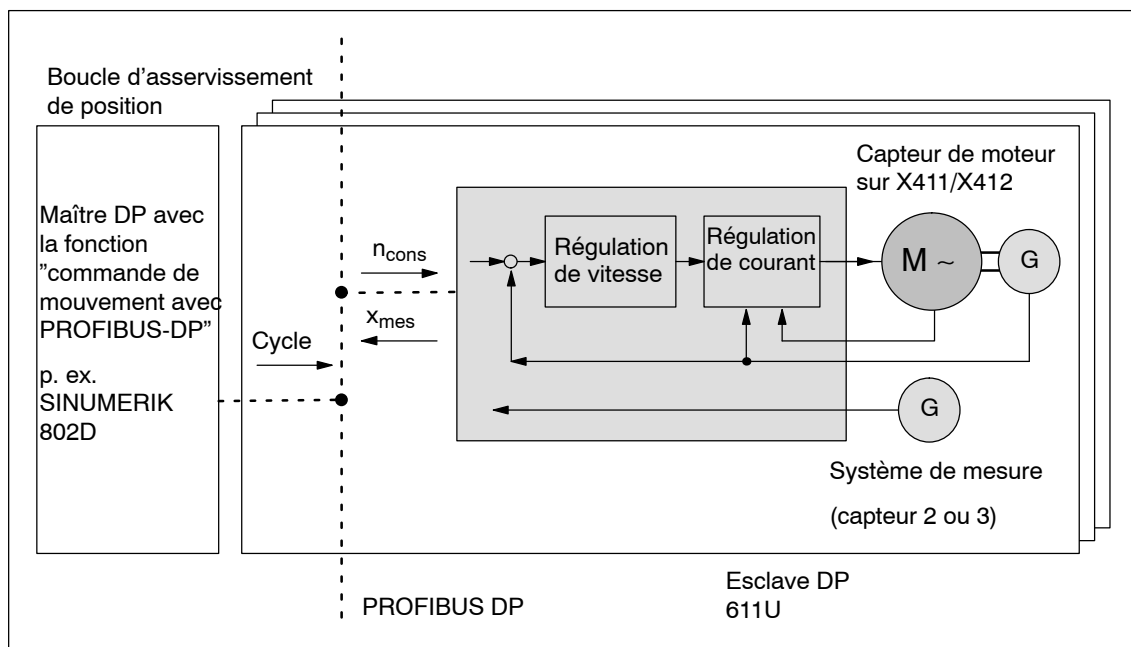 Boucle d’asservissement
de position
Maître DP avec
la fonction
”commande de
mouvement avec
PROFIBUS-DP”
p. ex.
SINUMERIK
802D
Cycle
n cons
x mes
Régulation
de vitesse
Régulation
de courant
Capteur de moteur
sur X411/X412
M ~
G
G
Système de mesure
(capteur 2 ou 3)
PROFIBUS DP
Esclave DP
611U